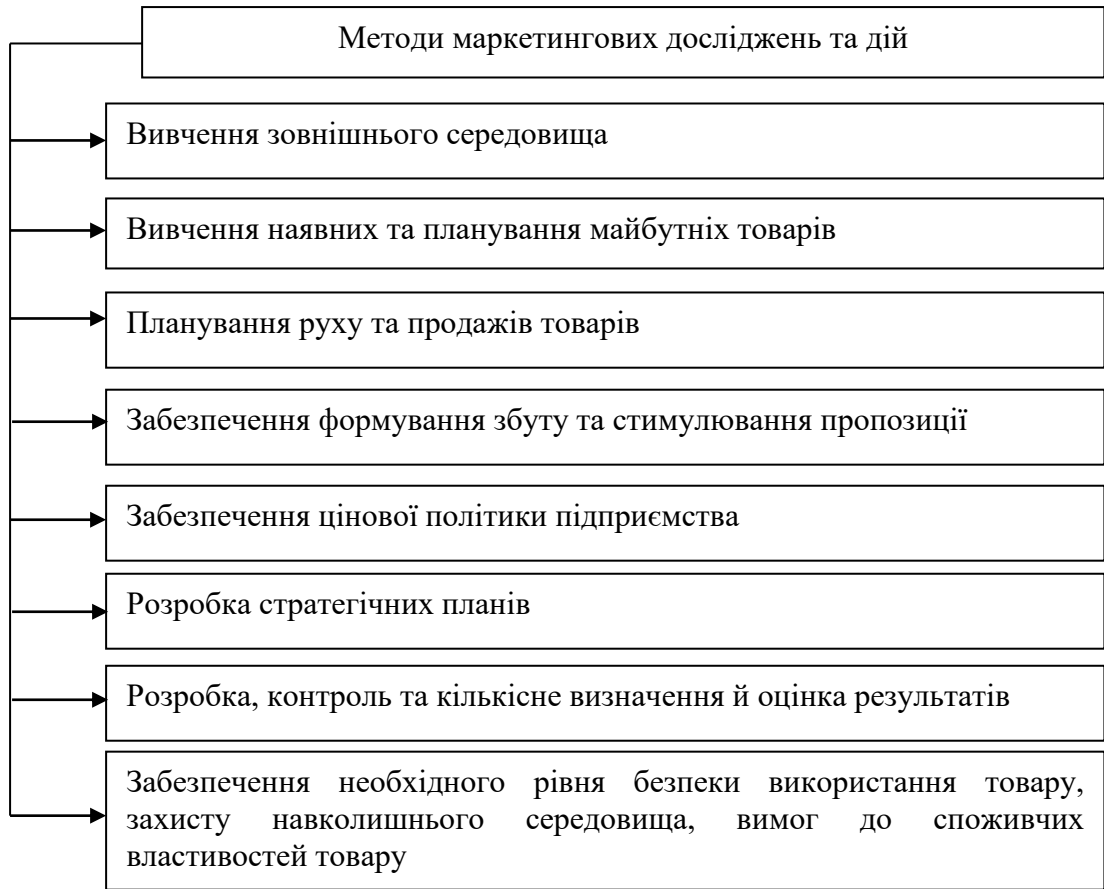 Методи маркетингових досліджень та дій
Вивчення зовнішнього середовища
Вивчення наявних та планування майбутніх товарів
Планування руху та продажів товарів
Забезпечення формування збуту та стимулювання пропозиції
Забезпечення цінової політики підприємства
Розробка стратегічних планів
Розробка, контроль та кількісне визначення й оцінка результатів
Забезпечення необхідного рівня безпеки використання товару,
захисту навколишнього середовища, вимог до споживчих
властивостей товару